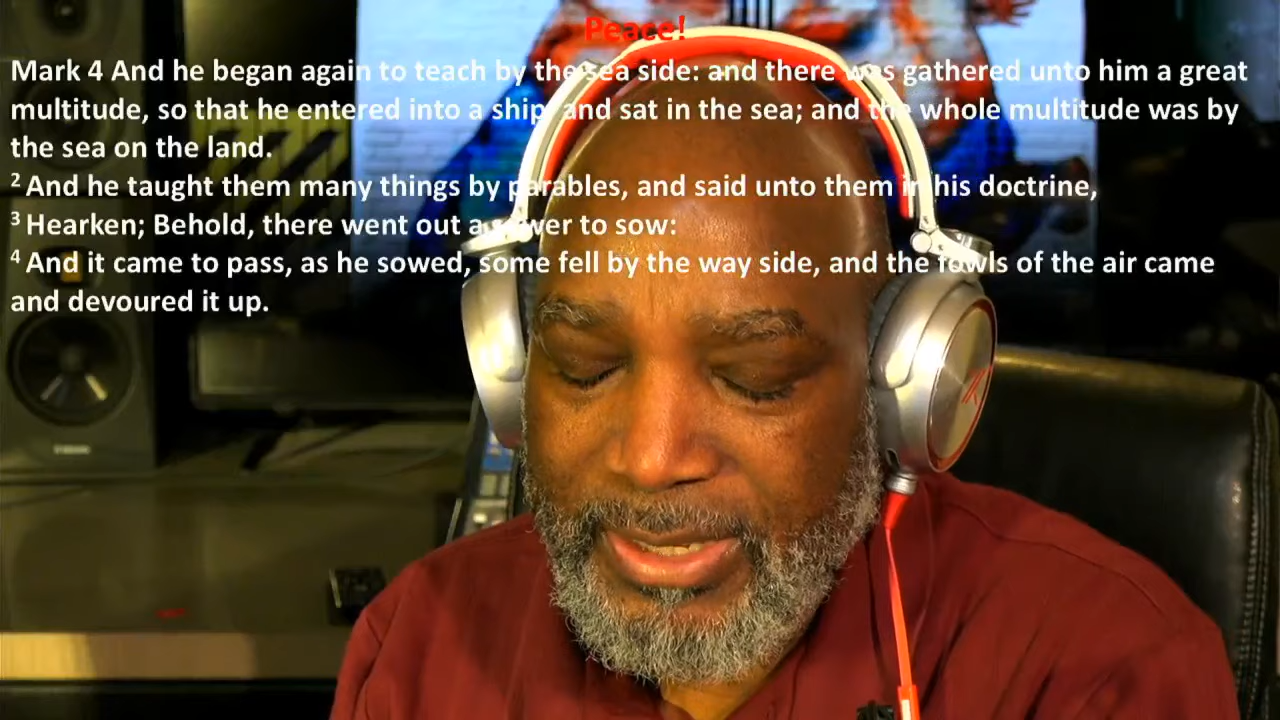 Peace!
Mark 4 And he began again to teach by the sea side: and there was gathered unto him a great
multitude, so that he entered into a ship, and sat in the sea; and the whole multitude was by
the sea on the land.
2 And he taught them many things by parables, and said unto them in his doctrine,
3 Hearken; Behold, there went out a sower to sow:
4 And it came to pass, as he sowed, some fell by the way side, and the fowls of the air came
and devoured it up.